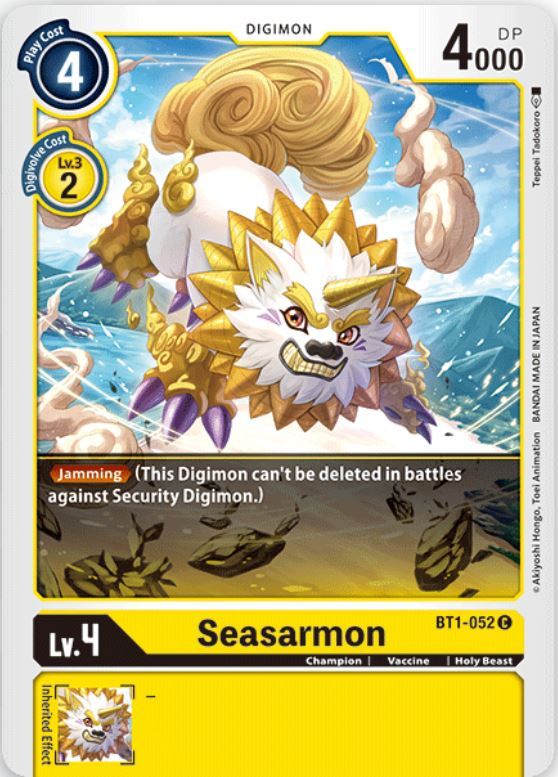 Play Cost
4
DIGIMON
DP
4000
Digivolve Cost
Lv.3
2
Teppei Tadokoro
Jamming (This Digimon can't be deleted in battles
against Security Digimon.)
© Akiyoshi Hongo, Toei Animation BANDAI MADE IN JAPAN
Lv.4
Seasarmon
BT1-052 C
Champion | Vaccine | Holy Beast
Inherited Effect
–